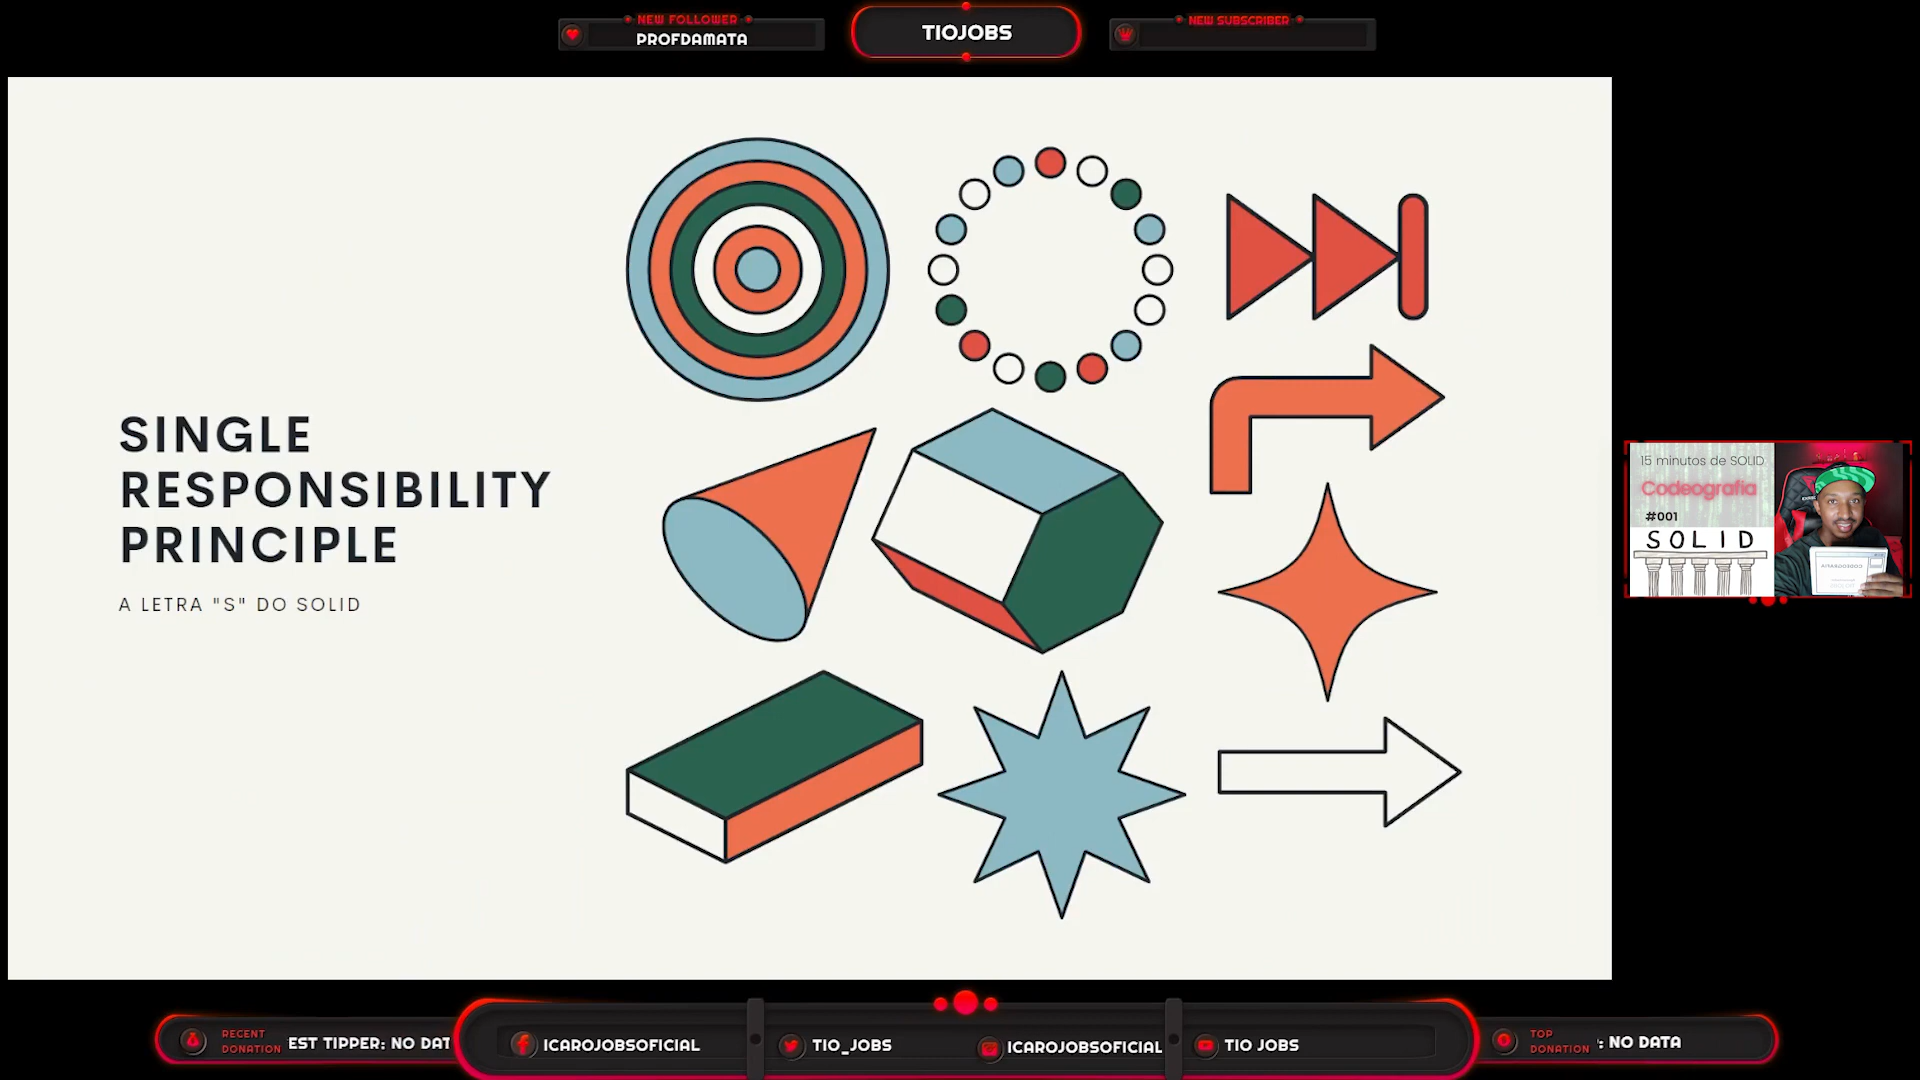 NEW FOLLOWER
PROFDAMATA
TIOJOBS
NEW SUBSCRIBER
SINGLE
RESPONSIBILITY
PRINCIPLE
A LETRA "S" DO SOLID
15 minutos de SOLID
Codeografia
#001
SOLID
RECENT
DONATION
EST TIPPER: NO DAT
ICAROJOBSOFICIAL
TIO_JOBS
ICAROJOBSOFICIAL
TIO JOBS
TOP
DONATION
: NO DATA